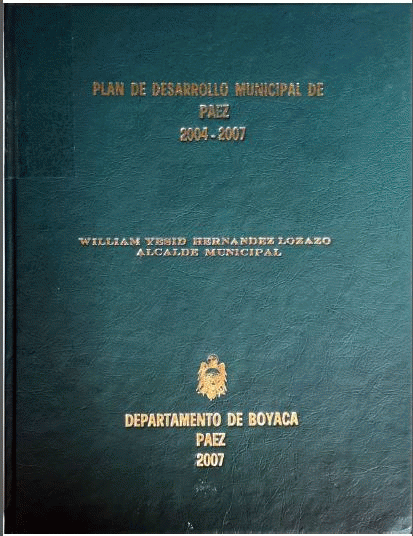 PLAN DE DESARROLLO MUNICIPAL DE
PAEZ
2004-2007
WILLIAM YESID HERNANDEZ LOZAZO
ALCALDE MUNICIPAL
DEPARTAMENTO DE BOYACA
PAEZ
2007